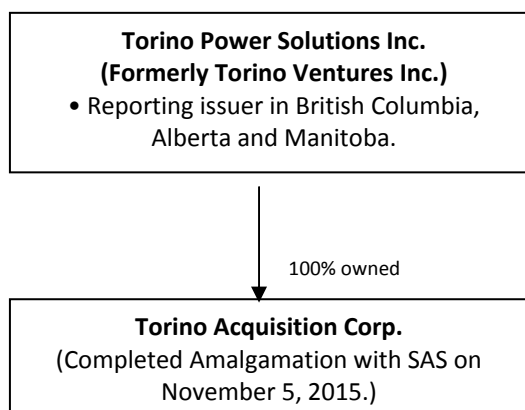 Torino Power Solutions Inc.
(Formerly Torino Ventures Inc.)
• Reporting issuer in British Columbia,
Alberta and Manitoba.
100% owned
Torino Acquisition Corp.
(Completed Amalgamation with SAS on
November 5, 2015.)